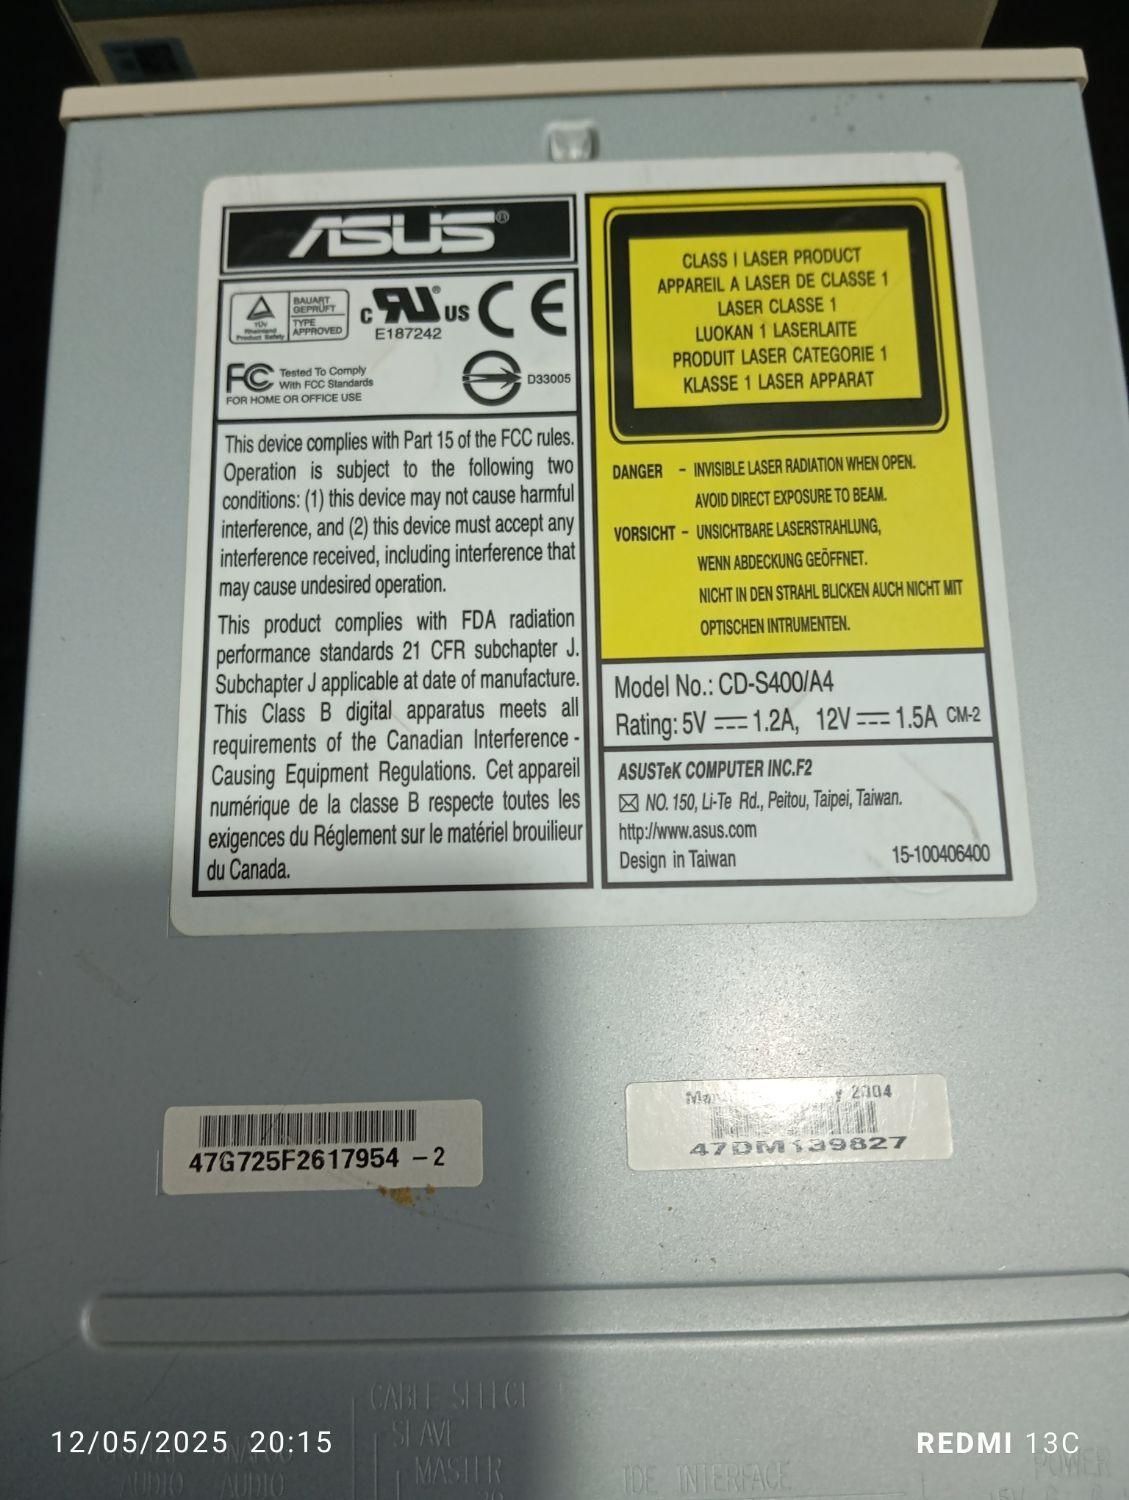 ASUS®
TÜV
Rheinland
Product Safety
BAUART
GEPRÜFT
TYPE
APPROVED
c RU® US CE
E187242
FC Tested To Comply
With FCC Standards
FOR HOME OR OFFICE USE
D33005
This device complies with Part 15 of the FCC rules.
Operation is subject to the following two
conditions: (1) this device may not cause harmful
interference, and (2) this device must accept any
interference received, including interference that
may cause undesired operation.
This product complies with FDA radiation
performance standards 21 CFR subchapter J.
Subchapter J applicable at date of manufacture.
This Class B digital apparatus meets all
requirements of the Canadian Interference -
Causing Equipment Regulations. Cet appareil
numérique de la classe B respecte toutes les
exigences du Réglement sur le matériel brouilieur
du Canada.
CLASS I LASER PRODUCT
APPAREIL A LASER DE CLASSE 1
LASER CLASSE 1
LUOKAN 1 LASERLAITE
PRODUIT LASER CATEGORIE 1
KLASSE 1 LASER APPARAT
DANGER - INVISIBLE LASER RADIATION WHEN OPEN.
AVOID DIRECT EXPOSURE TO BEAM.
VORSICHT - UNSICHTBARE LASERSTRAHLUNG,
WENN ABDECKUNG GEÖFFNET.
NICHT IN DEN STRAHL BLICKEN AUCH NICHT MIT
OPTISCHEN INTRUMENTEN.
Model No.: CD-S400/A4
Rating: 5V ⎓ 1.2A, 12V ⎓ 1.5A CM-2
ASUSTeK COMPUTER INC.F2
NO. 150, Li-Te Rd., Peitou, Taipei, Taiwan.
http://www.asus.com
Design in Taiwan 15-100406400
47G725F2617954 -2
2004
47DM139827
CABLE SELECT
SLAVE
MASTER
AUDIO AUDIO
IDE INTERFACE
POWER
12/05/2025 20:15
REDMI 13C